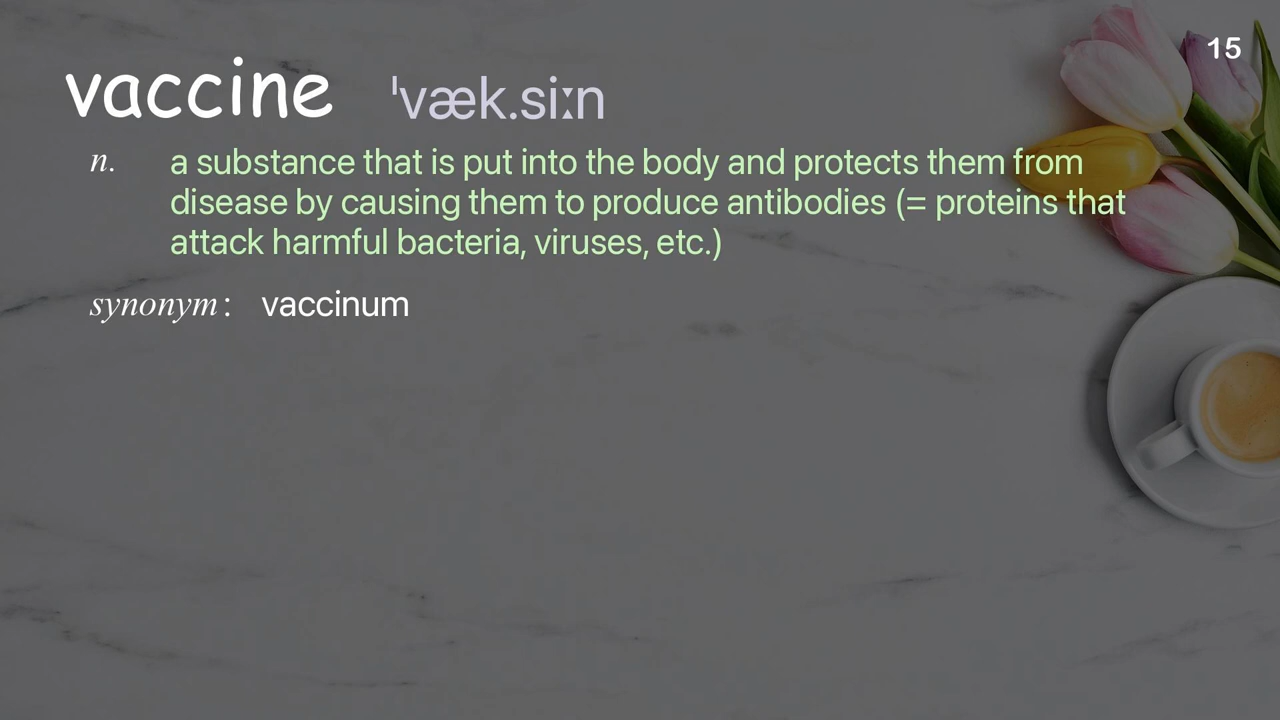 15
vaccine ˈvæk.siːn
n. a substance that is put into the body and protects them from
disease by causing them to produce antibodies (= proteins that
attack harmful bacteria, viruses, etc.)
synonym: vaccinum